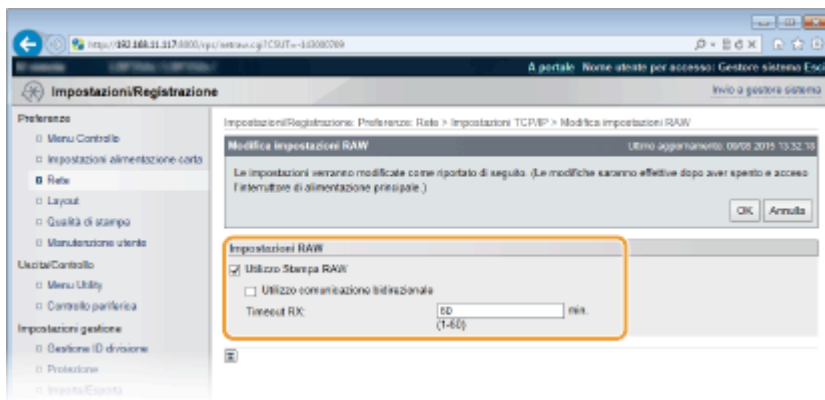 A portale Nome utente per accesso: Gestore sistema
Impostazioni/Registrazione
Invio a gestore sistema
Preferenze
Menu Controllo
Impostazioni alimentazione carta
Rete
Layout
Qualità di stampa
Manutenzione utente
Uscita/Controllo
Menu Utility
Controllo periferica
Impostazioni gestione
Gestione ID divisione
Protezione
Importa/Esporta
Impostazioni/Registrazione: Preferenze: Rete > Impostazioni TCP/IP > Modifica impostazioni RAW
Modifica impostazioni RAW
Ultimo aggiornamento:
Le impostazioni verranno modificate come riportato di seguito. (Le modifiche saranno effettive dopo aver spento e acceso
l'interruttore di alimentazione principale.)
OK Annulla
Impostazioni RAW
Utilizzo Stampa RAW
Utilizzo comunicazione bidirezionale
Timeout RX: min.
(1-60)